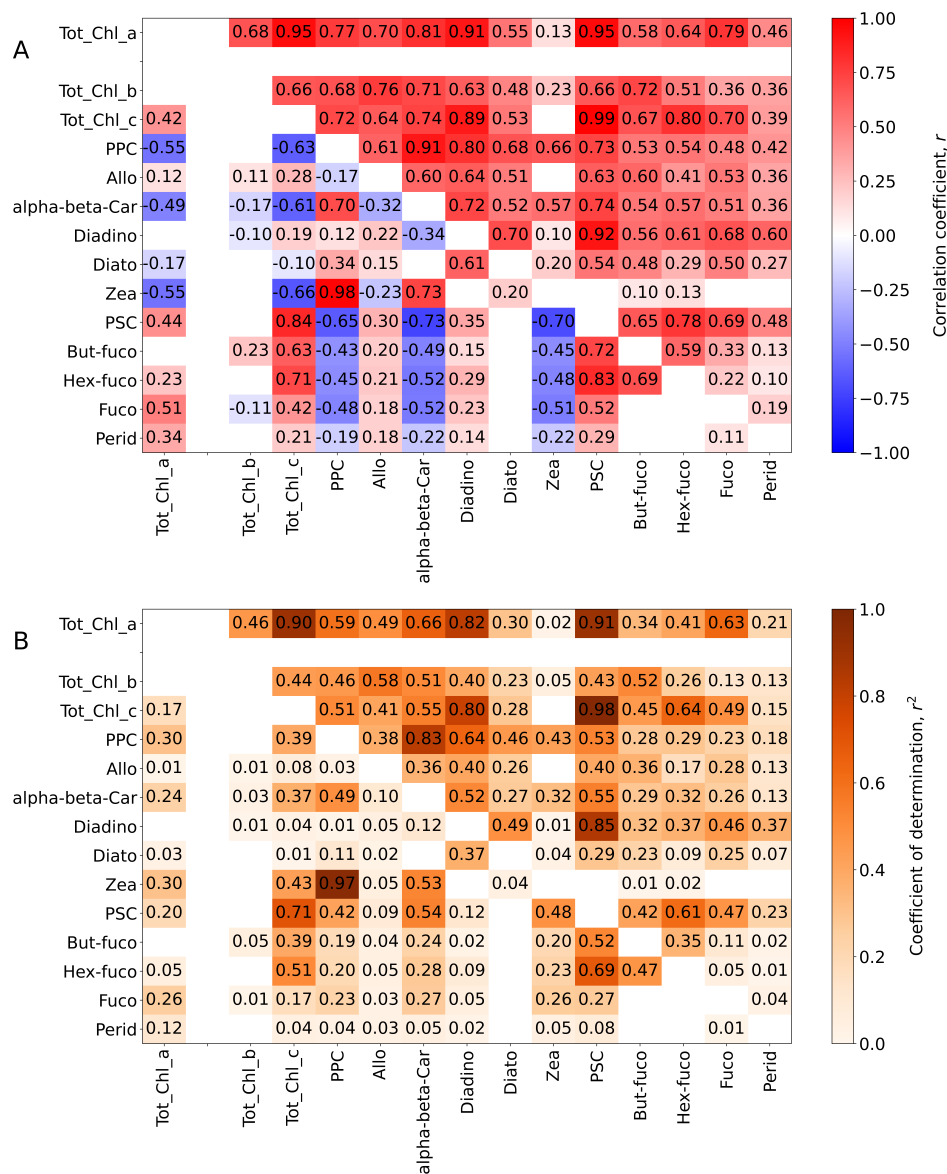 A
Tot_Chl_a 0.68 0.95 0.77 0.70 0.81 0.91 0.55 0.13 0.95 0.58 0.64 0.79 0.46
Tot_Chl_b 0.66 0.68 0.76 0.71 0.63 0.48 0.23 0.66 0.72 0.51 0.36 0.36
Tot_Chl_c 0.42 0.72 0.64 0.74 0.89 0.53 0.99 0.67 0.80 0.70 0.39
PPC -0.55 -0.63 0.61 0.91 0.80 0.68 0.66 0.73 0.53 0.54 0.48 0.42
Allo 0.12 0.11 0.28 -0.17 0.60 0.64 0.51 0.63 0.60 0.41 0.53 0.36
alpha-beta-Car -0.49 -0.17 -0.61 0.70 -0.32 0.72 0.52 0.57 0.74 0.54 0.57 0.51 0.36
Diadino -0.10 0.19 0.12 0.22 -0.34 0.70 0.10 0.92 0.56 0.61 0.68 0.60
Diato -0.17 -0.10 0.34 0.15 0.61 0.20 0.54 0.48 0.29 0.50 0.27
Zea -0.55 -0.66 0.98 -0.23 0.73 0.20 0.10 0.13
PSC 0.44 0.84 -0.65 0.30 -0.73 0.35 -0.70 0.65 0.78 0.69 0.48
But-fuco 0.23 0.63 -0.43 0.20 -0.49 0.15 -0.45 0.72 0.59 0.33 0.13
Hex-fuco 0.23 0.71 -0.45 0.21 -0.52 0.29 -0.48 0.83 0.69 0.22 0.10
Fuco 0.51 -0.11 0.42 -0.48 0.18 -0.52 0.23 -0.51 0.52 0.19
Perid 0.34 0.21 -0.19 0.18 -0.22 0.14 -0.22 0.29 0.11
Tot_Chl_a Tot_Chl_b Tot_Chl_c PPC Allo alpha-beta-Car Diadino Diato Zea PSC But-fuco Hex-fuco Fuco Perid
1.00
0.75
0.50
0.25
0.00
−0.25
−0.50
−0.75
−1.00
Correlation coefficient, r
B
Tot_Chl_a 0.46 0.90 0.59 0.49 0.66 0.82 0.30 0.02 0.91 0.34 0.41 0.63 0.21
Tot_Chl_b 0.44 0.46 0.58 0.51 0.40 0.23 0.05 0.43 0.52 0.26 0.13 0.13
Tot_Chl_c 0.17 0.51 0.41 0.55 0.80 0.28 0.98 0.45 0.64 0.49 0.15
PPC 0.30 0.39 0.38 0.83 0.64 0.46 0.43 0.53 0.28 0.29 0.23 0.18
Allo 0.01 0.01 0.08 0.03 0.36 0.40 0.26 0.40 0.36 0.17 0.28 0.13
alpha-beta-Car 0.24 0.03 0.37 0.49 0.10 0.52 0.27 0.32 0.55 0.29 0.32 0.26 0.13
Diadino 0.01 0.04 0.01 0.05 0.12 0.49 0.01 0.85 0.32 0.37 0.46 0.37
Diato 0.03 0.01 0.11 0.02 0.37 0.04 0.29 0.23 0.09 0.25 0.07
Zea 0.30 0.43 0.97 0.05 0.53 0.04 0.01 0.02
PSC 0.20 0.71 0.42 0.09 0.54 0.12 0.48 0.42 0.61 0.47 0.23
But-fuco 0.05 0.39 0.19 0.04 0.24 0.02 0.20 0.52 0.35 0.11 0.02
Hex-fuco 0.05 0.51 0.20 0.05 0.28 0.09 0.23 0.69 0.47 0.05 0.01
Fuco 0.26 0.01 0.17 0.23 0.03 0.27 0.05 0.26 0.27 0.04
Perid 0.12 0.04 0.04 0.03 0.05 0.02 0.05 0.08 0.01
Tot_Chl_a Tot_Chl_b Tot_Chl_c PPC Allo alpha-beta-Car Diadino Diato Zea PSC But-fuco Hex-fuco Fuco Perid
1.0
0.8
0.6
0.4
0.2
0.0
Coefficient of determination, r²